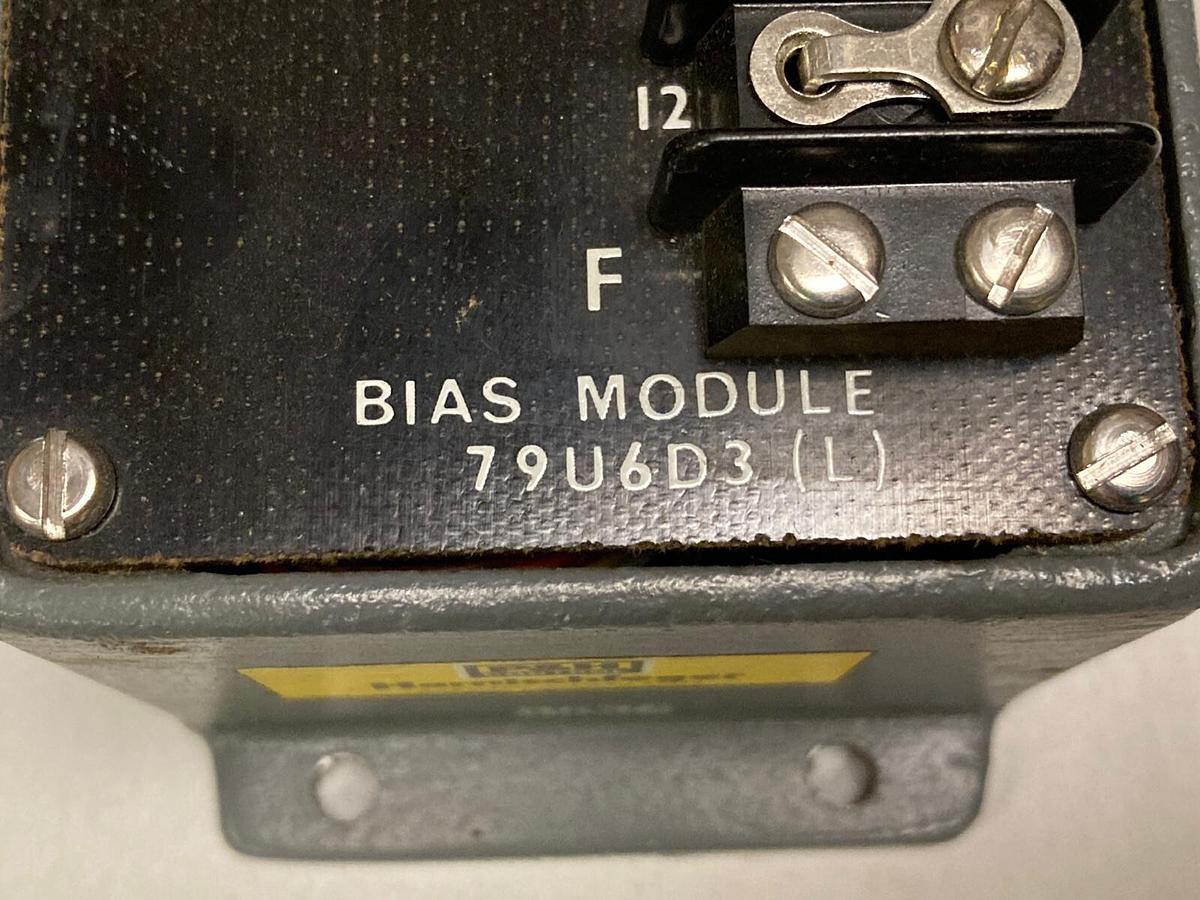 12
F
BIAS MODULE
79U6D3 (L)